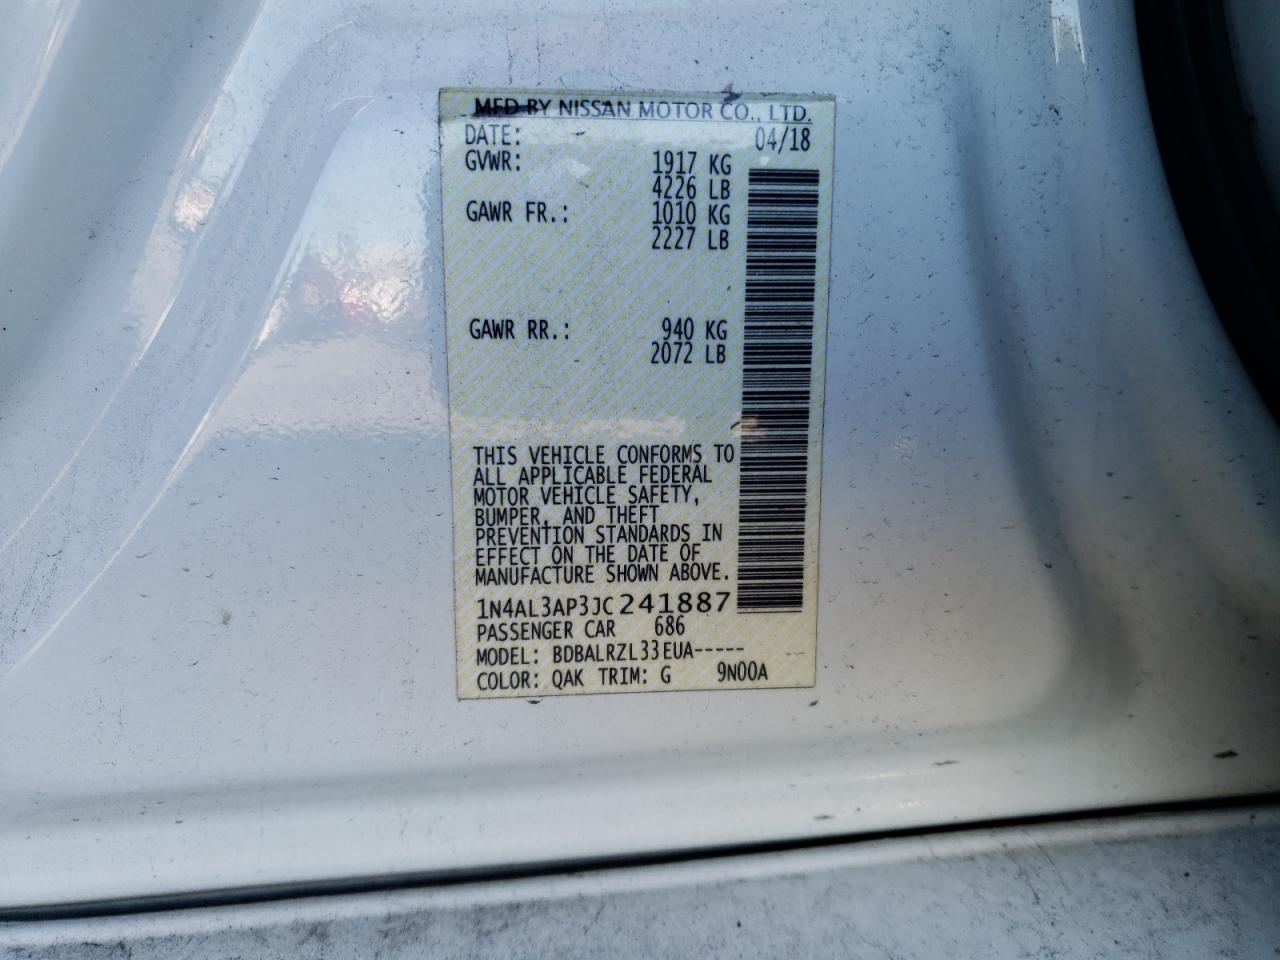 MFD BY NISSAN MOTOR CO., LTD.
DATE: 04/18
GVWR: 1917 KG
4226 LB
GAWR FR.: 1010 KG
2227 LB
GAWR RR.: 940 KG
2072 LB
THIS VEHICLE CONFORMS TO
ALL APPLICABLE FEDERAL
MOTOR VEHICLE SAFETY,
BUMPER, AND THEFT
PREVENTION STANDARDS IN
EFFECT ON THE DATE OF
MANUFACTURE SHOWN ABOVE.
1N4AL3AP3JC241887
PASSENGER CAR 686
MODEL: BDBALRZL33EUA-----  --
COLOR: QAK TRIM: G 9N00A